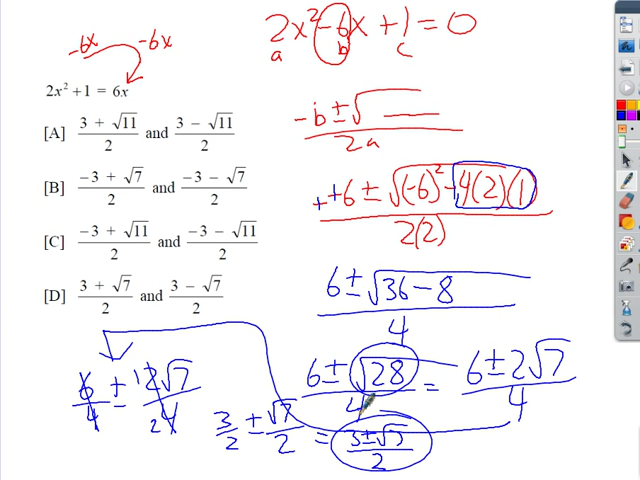 2x² - 6x + 1 = 0
a b c
-6x -6x
2x² + 1 = 6x
[A] (3 + √11)/2 and (3 - √11)/2
[B] (-3 + √7)/2 and (-3 - √7)/2
[C] (-3 + √11)/2 and (-3 - √11)/2
[D] (3 + √7)/2 and (3 - √7)/2
(-b ± √ )/2a
(+ +6 ± √((-6)² - 4(2)(1))/2(2)
(6 ± √(36 - 8))/4
(6 ± √28)/4 = (6 ± 2√7)/4
6/4 ± 12√7/24
3/2 ± √7/2 = (3 ± √7)/2